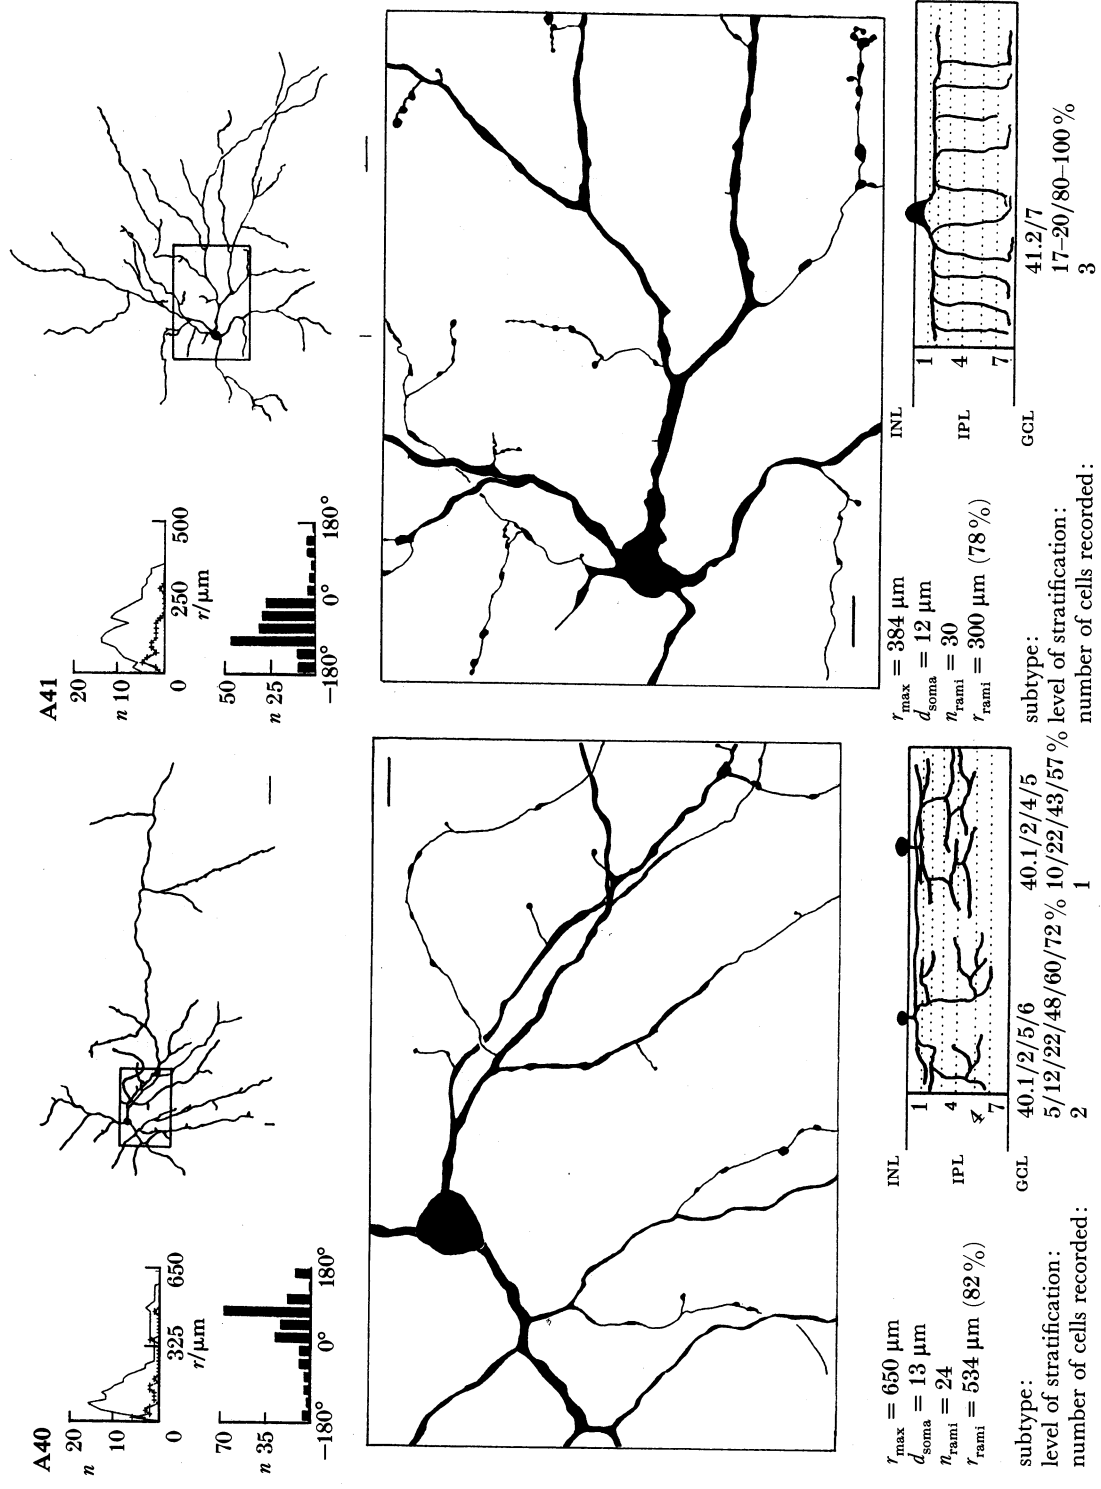 A40
20
n 10
0
325
650
r/μm
70
n 35
−180°
0°
180°
r_max = 650 μm
d_soma = 13 μm
n_rami = 24
r_rami = 534 μm (82%)
INL
IPL
GCL
1
4
7
subtype: 40.1/2/5/6 40.1/2/4/5
level of stratification: 5/12/22/48/60/72% 10/22/43/57%
number of cells recorded: 2 1
A41
20
n 10
0
250
500
r/μm
50
n 25
−180°
0°
180°
r_max = 384 μm
d_soma = 12 μm
n_rami = 30
r_rami = 300 μm (78%)
INL
IPL
GCL
1
4
7
subtype: 41.2/7
level of stratification: 17–20/80–100%
number of cells recorded: 3